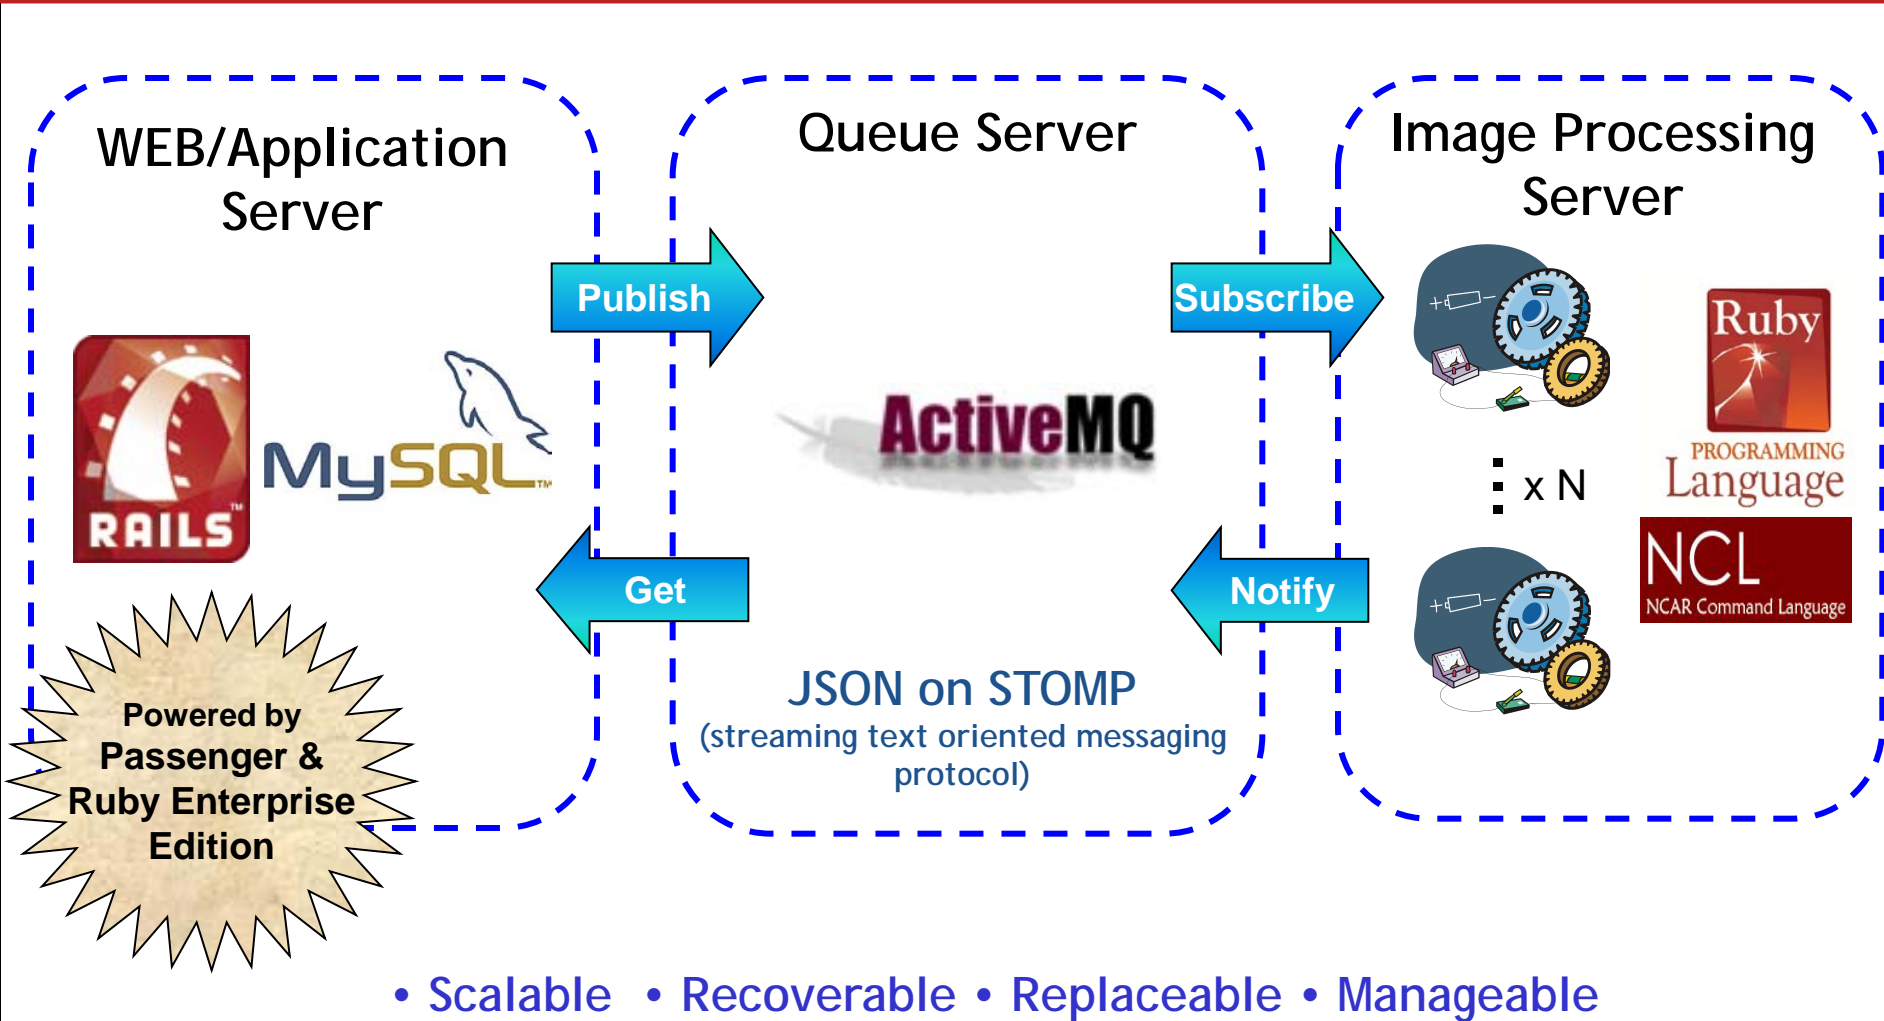 WEB/Application
Server
Queue Server
Image Processing
Server
Publish
Subscribe
RAILS™
MySQL™
ActiveMQ
Ruby
PROGRAMMING
Language
x N
NCL
NCAR Command Language
Get
Notify
JSON on STOMP
(streaming text oriented messaging
protocol)
Powered by
Passenger &
Ruby Enterprise
Edition
• Scalable • Recoverable • Replaceable • Manageable